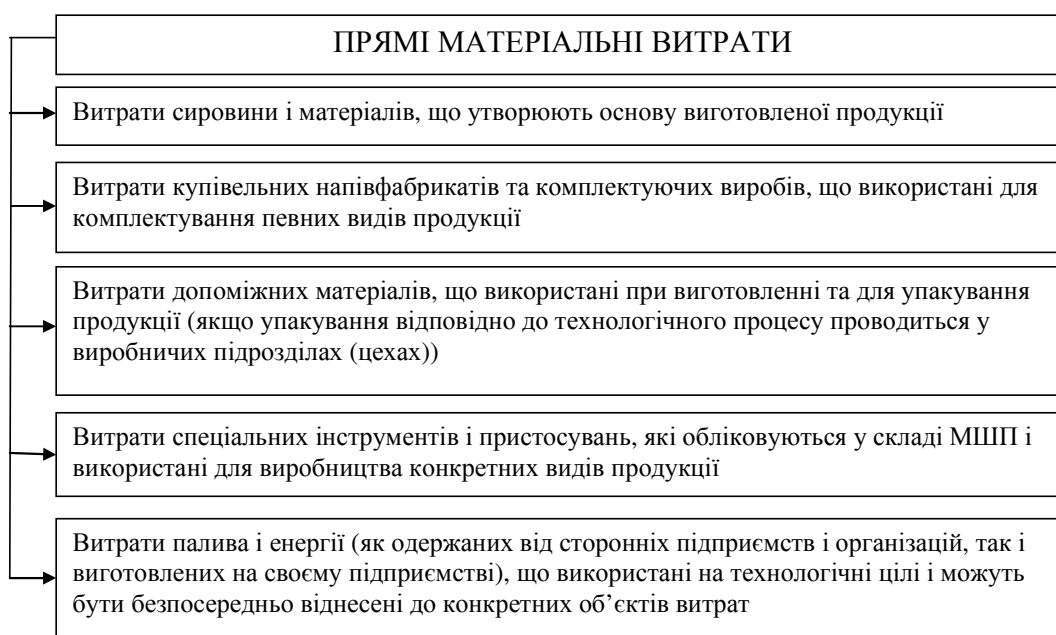 ПРЯМІ МАТЕРІАЛЬНІ ВИТРАТИ
Витрати сировини і матеріалів, що утворюють основу виготовленої продукції
Витрати купівельних напівфабрикатів та комплектуючих виробів, що використані для
комплектування певних видів продукції
Витрати допоміжних матеріалів, що використані при виготовленні та для упакування
продукції (якщо упакування відповідно до технологічного процесу проводиться у
виробничих підрозділах (цехах))
Витрати спеціальних інструментів і пристосувань, які обліковуються у складі МШП і
використані для виробництва конкретних видів продукції
Витрати палива і енергії (як одержаних від сторонніх підприємств і організацій, так і
виготовлених на своєму підприємстві), що використані на технологічні цілі і можуть
бути безпосередньо віднесені до конкретних об’єктів витрат